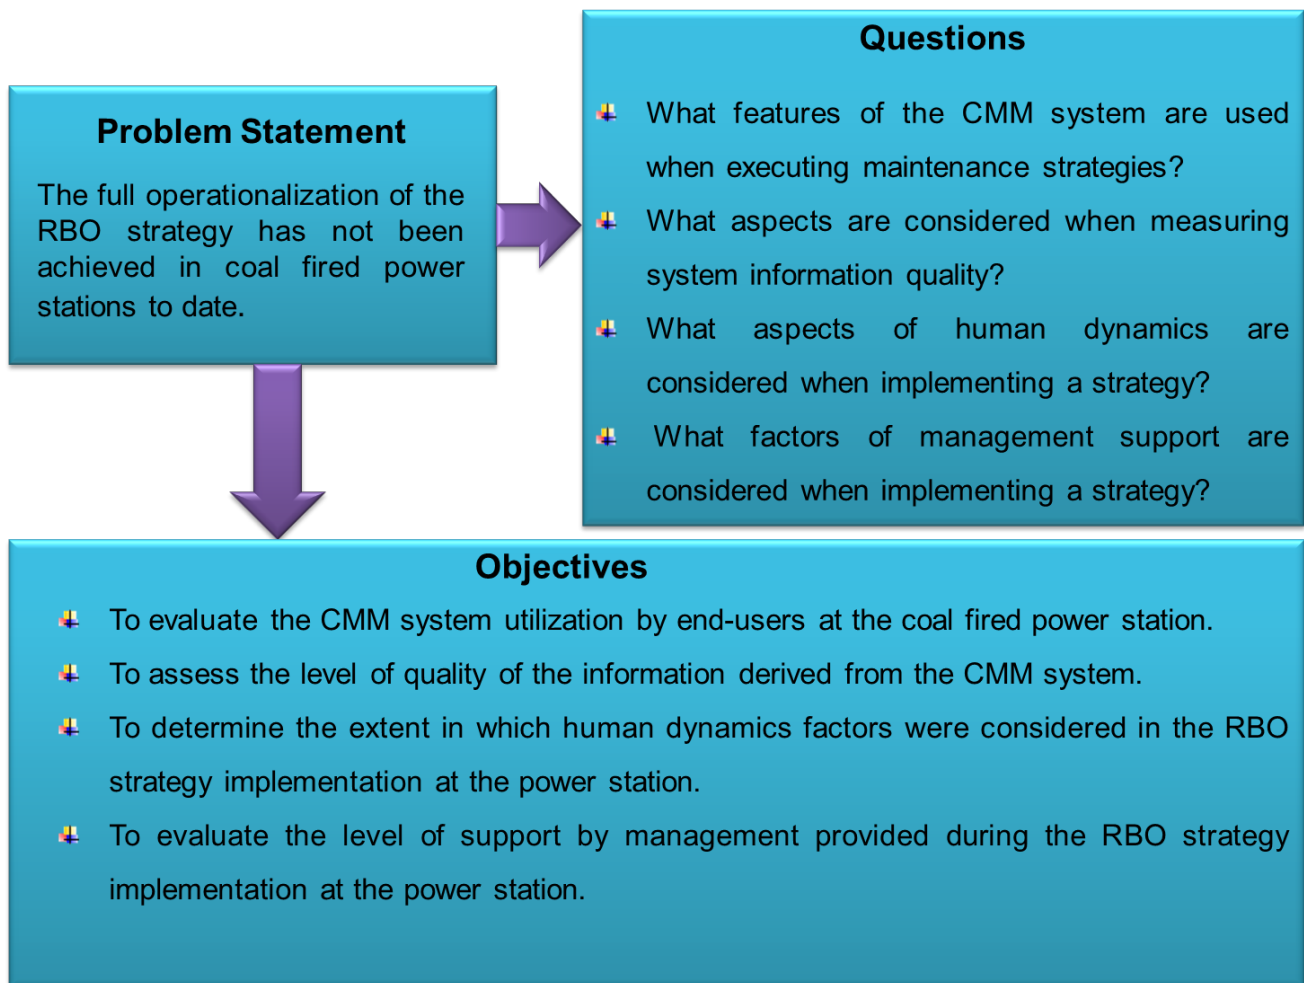 Problem Statement
The full operationalization of the
RBO strategy has not been
achieved in coal fired power
stations to date.
Questions
What features of the CMM system are used
when executing maintenance strategies?
What aspects are considered when measuring
system information quality?
What aspects of human dynamics are
considered when implementing a strategy?
What factors of management support are
considered when implementing a strategy?
Objectives
To evaluate the CMM system utilization by end-users at the coal fired power station.
To assess the level of quality of the information derived from the CMM system.
To determine the extent in which human dynamics factors were considered in the RBO
strategy implementation at the power station.
To evaluate the level of support by management provided during the RBO strategy
implementation at the power station.